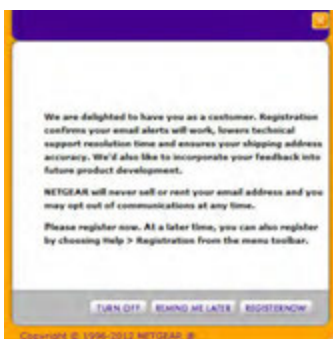 We are delighted to have you as a customer. Registration
confirms your email alerts will work, lowers technical
support resolution time and ensures your shipping address
accuracy. We'd also like to incorporate your feedback into
future product development.
NETGEAR will never sell or rent your email address and you
may opt out of communications at any time.
Please register now. At a later time, you can also register
by choosing Help > Registration from the menu toolbar.
TURN OFF REMIND ME LATER REGISTERNOW
Copyright © 1996-2012 NETGEAR ®